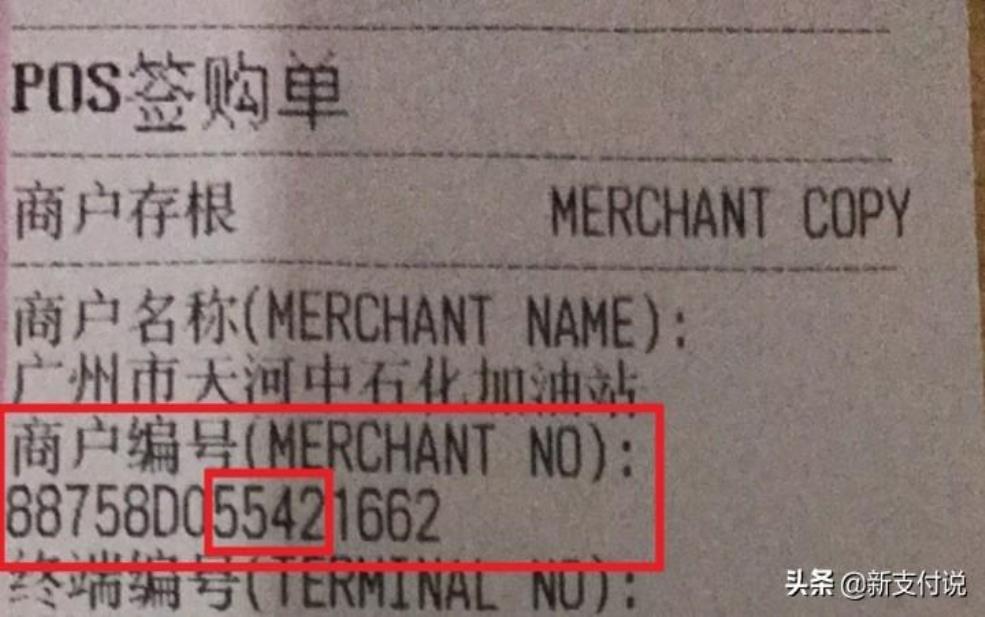 POS签购单
商户存根 MERCHANT COPY
商户名称(MERCHANT NAME):
广州市天河中石化加油站
商户编号(MERCHANT NO):
88758D055421662
终端编号(TERMINAL NO):
头条 @新支付说